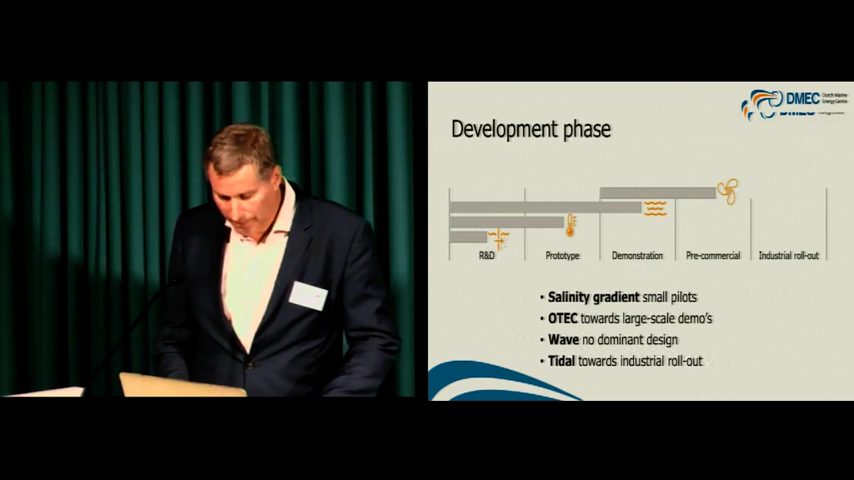 DMEC Dutch Marine
Energy Centre
DMEC
Development phase
R&D Prototype Demonstration Pre-commercial Industrial roll-out
• Salinity gradient small pilots
• OTEC towards large-scale demo's
• Wave no dominant design
• Tidal towards industrial roll-out